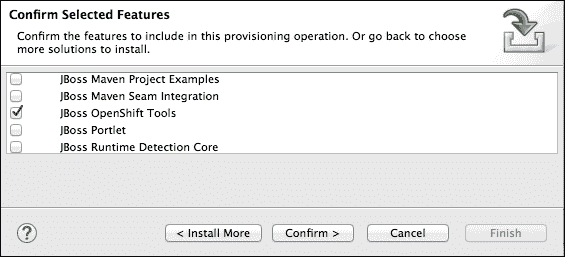 Confirm Selected Features
Confirm the features to include in this provisioning operation. Or go back to choose
more solutions to install.
JBoss Maven Project Examples
JBoss Maven Seam Integration
JBoss OpenShift Tools
JBoss Portlet
JBoss Runtime Detection Core
? < Install More Confirm > Cancel Finish